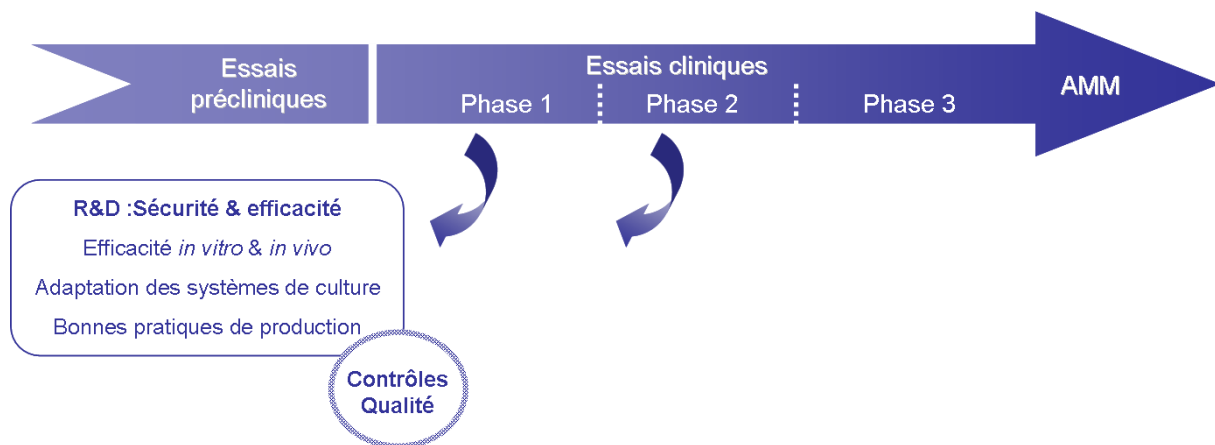 Essais
précliniques
Essais cliniques
Phase 1
Phase 2
Phase 3
AMM
R&D :Sécurité & efficacité
Efficacité in vitro & in vivo
Adaptation des systèmes de culture
Bonnes pratiques de production
Contrôles
Qualité